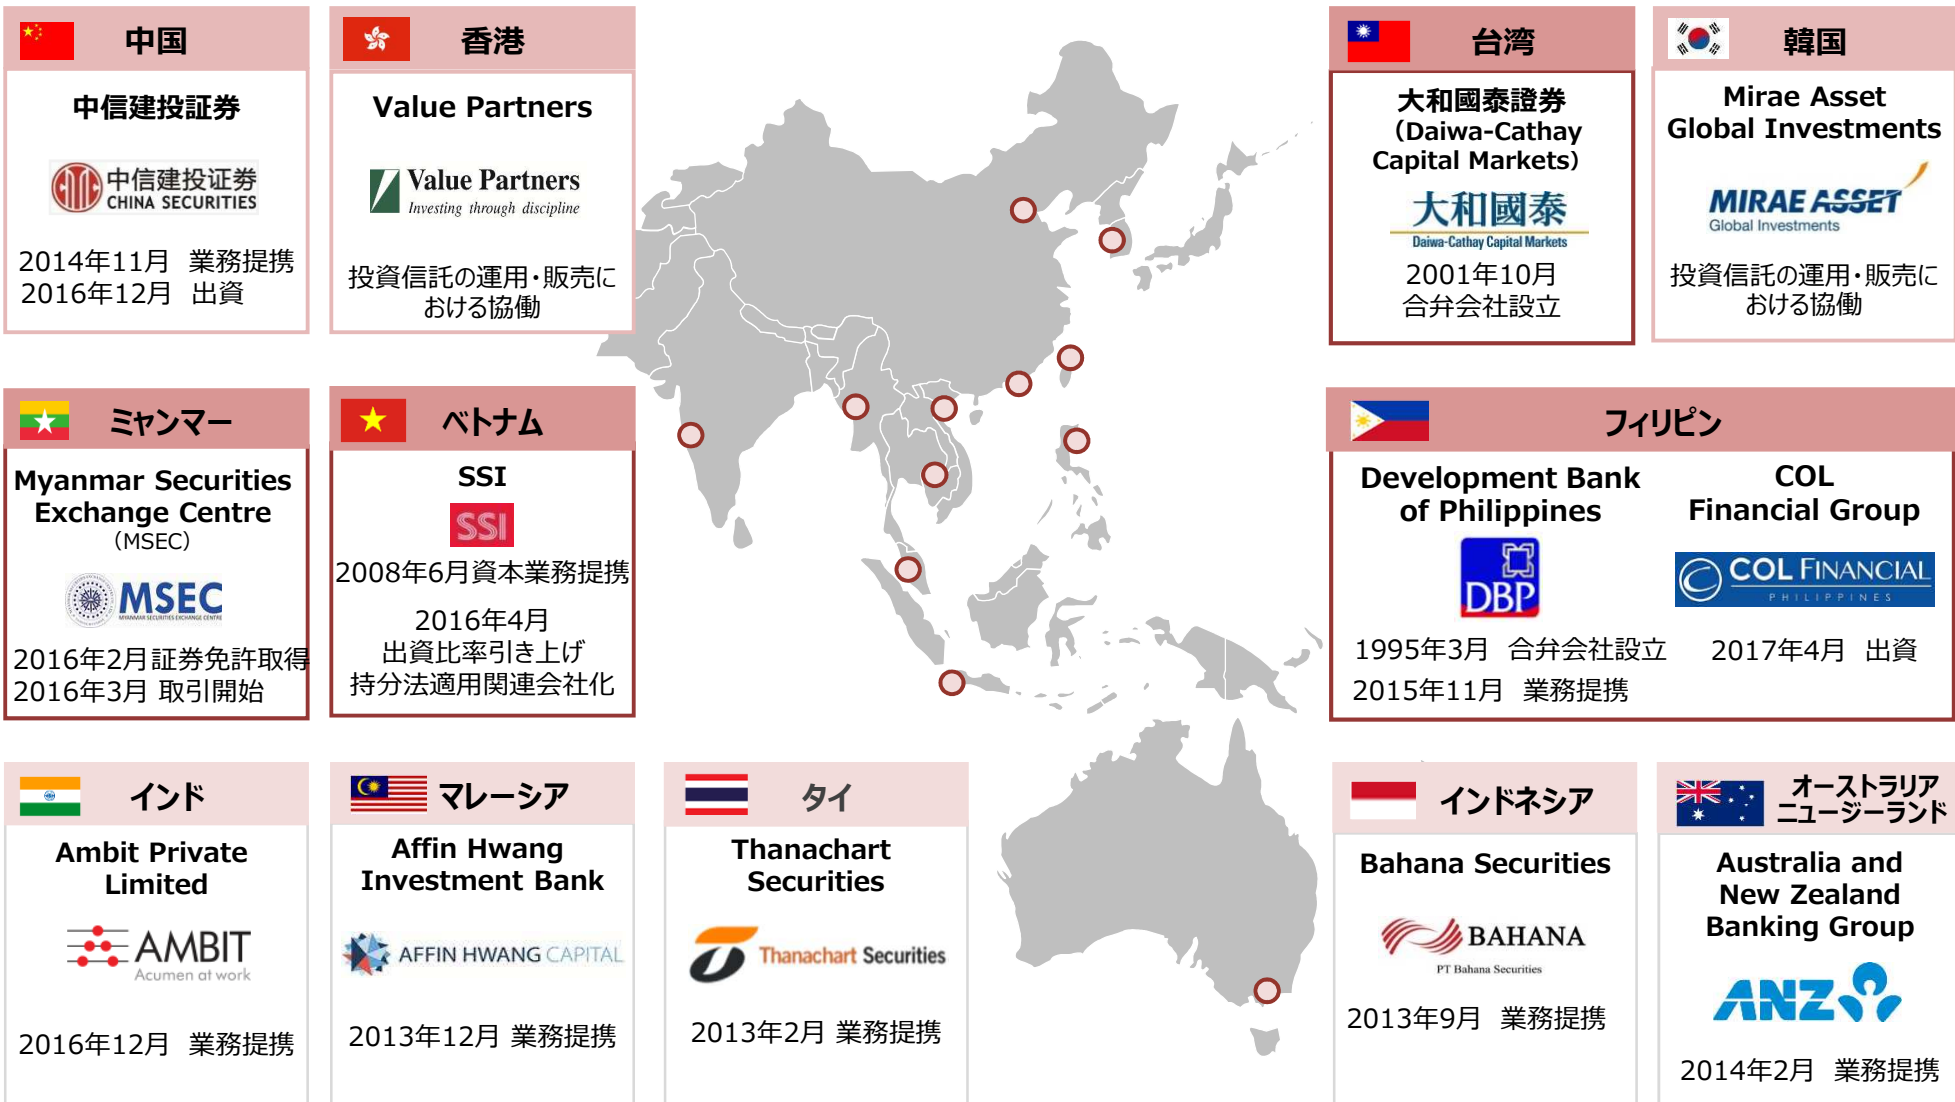 中国
中信建投証券
中信建投证券
CHINA SECURITIES
2014年11月 業務提携
2016年12月 出資
香港
Value Partners
Value Partners
Investing through discipline
投資信託の運用・販売に
おける協働
台湾
大和國泰證券
(Daiwa-Cathay
Capital Markets)
大和國泰
Daiwa-Cathay Capital Markets
2001年10月
合弁会社設立
韓国
Mirae Asset
Global Investments
MIRAE ASSET
Global Investments
投資信託の運用・販売に
おける協働
ミャンマー
Myanmar Securities
Exchange Centre
(MSEC)
MSEC
MYANMAR SECURITIES EXCHANGE CENTRE
2016年2月証券免許取得
2016年3月 取引開始
ベトナム
SSI
SSI
2008年6月資本業務提携
2016年4月
出資比率引き上げ
持分法適用関連会社化
フィリピン
Development Bank
of Philippines
DBP
1995年3月 合弁会社設立
2015年11月 業務提携
COL
Financial Group
COL FINANCIAL
PHILIPPINES
2017年4月 出資
インド
Ambit Private
Limited
AMBIT
Acumen at work
2016年12月 業務提携
マレーシア
Affin Hwang
Investment Bank
AFFIN HWANG CAPITAL
2013年12月 業務提携
タイ
Thanachart
Securities
Thanachart Securities
2013年2月 業務提携
インドネシア
Bahana Securities
BAHANA
PT Bahana Securities
2013年9月 業務提携
オーストラリア
ニュージーランド
Australia and
New Zealand
Banking Group
ANZ
2014年2月 業務提携